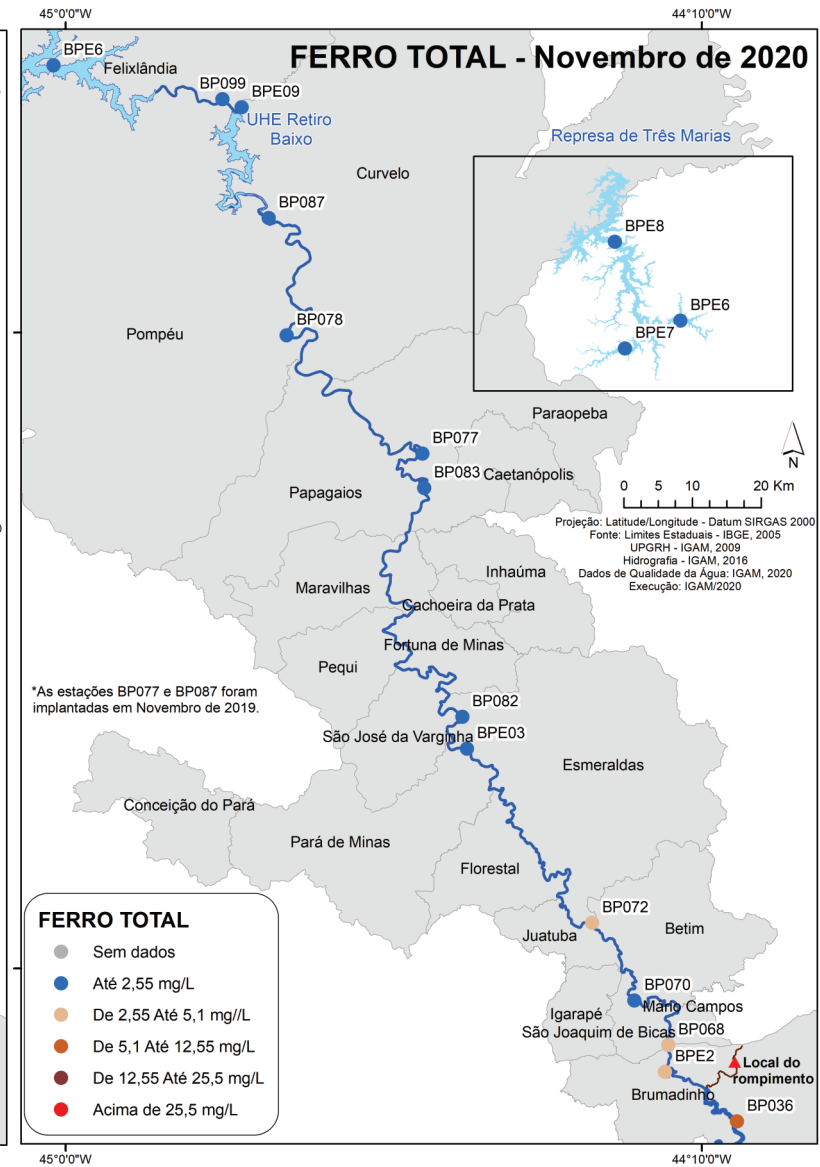 45°0'0"W
44°10'0"W
FERRO TOTAL - Novembro de 2020
BPE6
Felixlândia
BP099
BPE09
UHE Retiro
Baixo
Represa de Três Marias
Curvelo
BP087
BPE8
BPE6
BPE7
BP078
Pompéu
Paraopeba
BP077
N
BP083
Caetanópolis
0 5 10 20 Km
Papagaios
Projeção: Latitude/Longitude - Datum SIRGAS 2000
Fonte: Limites Estaduais - IBGE, 2005
UPGRH - IGAM, 2009
Hidrografia - IGAM, 2016
Dados de Qualidade da Água: IGAM, 2020
Execução: IGAM/2020
Inhaúma
Maravilhas
Cachoeira da Prata
Fortuna de Minas
Pequi
*As estações BP077 e BP087 foram
implantadas em Novembro de 2019.
BP082
São José da Varginha
BPE03
Esmeraldas
Conceição do Pará
Pará de Minas
Florestal
BP072
Juatuba
Betim
FERRO TOTAL
Sem dados
Até 2,55 mg/L
De 2,55 Até 5,1 mg//L
De 5,1 Até 12,55 mg/L
De 12,55 Até 25,5 mg/L
Acima de 25,5 mg/L
BP070
Mário Campos
Igarapé
São Joaquim de Bicas
BP068
BPE2
Local do
rompimento
Brumadinho
BP036
45°0'0"W
44°10'0"W